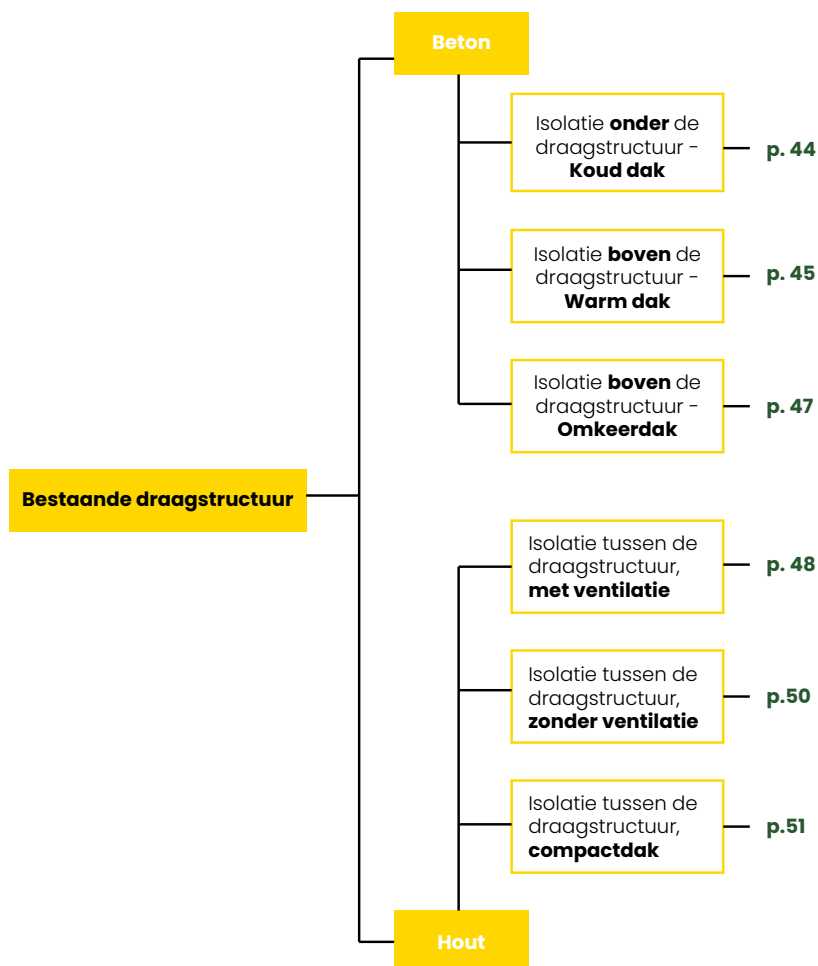 Beton
Isolatie onder de
draagstructuur -
Koud dak
p. 44
Isolatie boven de
draagstructuur -
Warm dak
p. 45
Isolatie boven de
draagstructuur -
Omkeerdak
p. 47
Bestaande draagstructuur
Isolatie tussen de
draagstructuur,
met ventilatie
p. 48
Isolatie tussen de
draagstructuur,
zonder ventilatie
p.50
Isolatie tussen de
draagstructuur,
compactdak
p.51
Hout